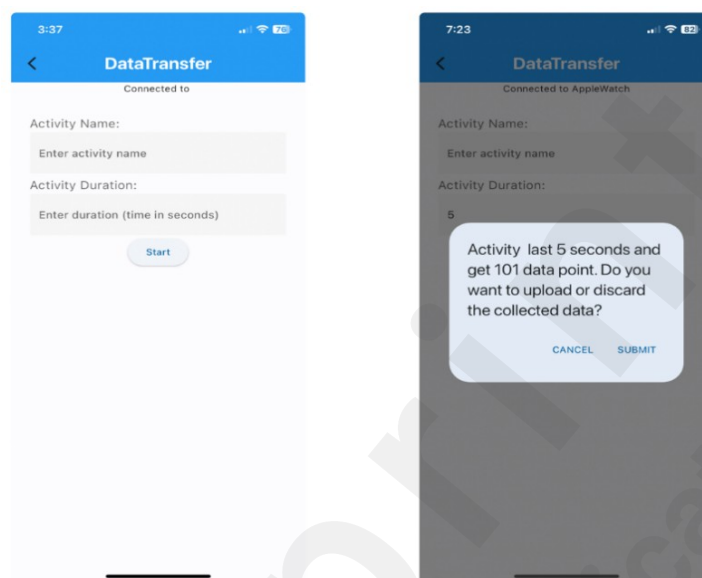 3:37
70
DataTransfer
Connected to
Activity Name:
Enter activity name
Activity Duration:
Enter duration (time in seconds)
Start
7:23
82
DataTransfer
Connected to AppleWatch
Activity Name:
Enter activity name
Activity Duration:
5
Activity last 5 seconds and
get 101 data point. Do you
want to upload or discard
the collected data?
CANCEL SUBMIT